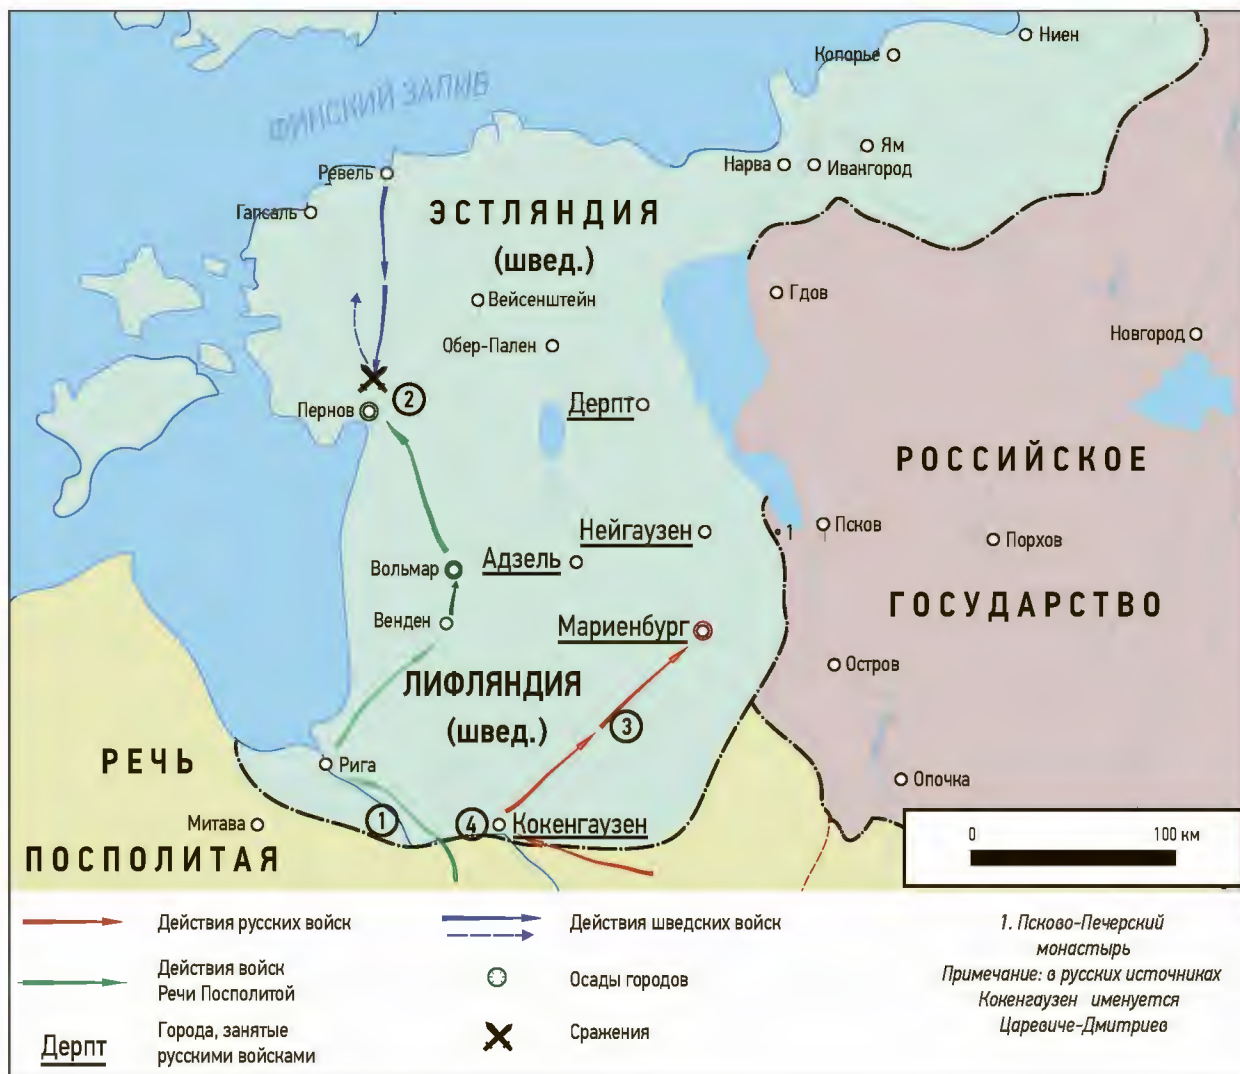 Ниен
Копорье
ФИНСКИЙ ЗАЛИВ
Ям
Ревель
Нарва
Ивангород
Гапсаль
ЭСТЛЯНДИЯ
(швед.)
Гдов
Вейсенштейн
Новгород
Обер-Пален
Пернов
2
Дерпт
РОССИЙСКОЕ
Нейгаузен
1
Псков
Порхов
Адзель
Вольмар
ГОСУДАРСТВО
Венден
Мариенбург
Остров
ЛИФЛЯНДИЯ
(швед.)
3
РЕЧЬ
Рига
Опочка
Митава
1
4
Кокенгаузен
0
100 км
ПОСПОЛИТАЯ
Действия русских войск
Действия войск
Речи Посполитой
Дерпт
Города, занятые
русскими войсками
Действия шведских войск
Осады городов
Сражения
1. Псково-Печерский
монастырь
Примечание: в русских источниках
Кокенгаузен именуется
Царевиче-Дмитриев